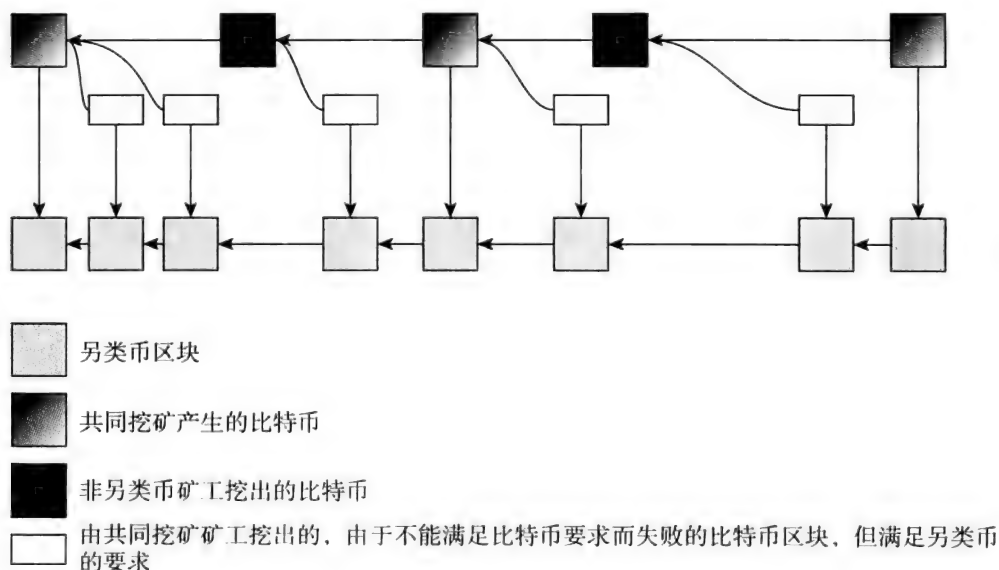 另类币区块
共同挖矿产生的比特币
非另类币矿工挖出的比特币
由共同挖矿矿工挖出的，由于不能满足比特币要求而失败的比特币区块，但满足另类币
的要求